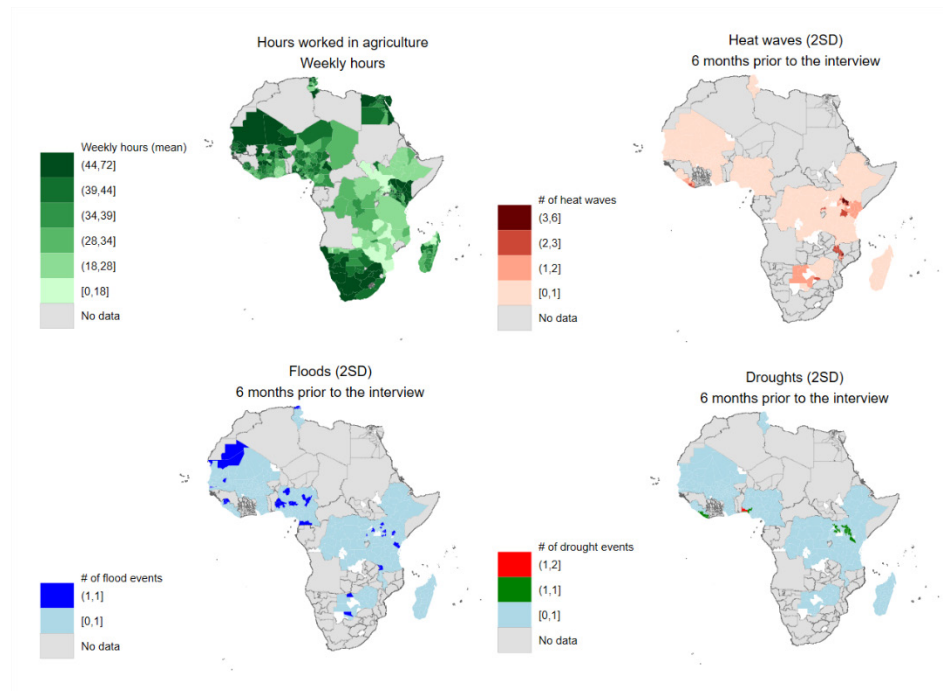 Hours worked in agriculture
Weekly hours
Weekly hours (mean)
(44,72]
(39,44]
(34,39]
(28,34]
(18,28]
[0,18]
No data
Heat waves (2SD)
6 months prior to the interview
# of heat waves
(3,6]
(2,3]
(1,2]
[0,1]
No data
Floods (2SD)
6 months prior to the interview
# of flood events
(1,1]
[0,1]
No data
Droughts (2SD)
6 months prior to the interview
# of drought events
(1,2]
(1,1]
[0,1]
No data